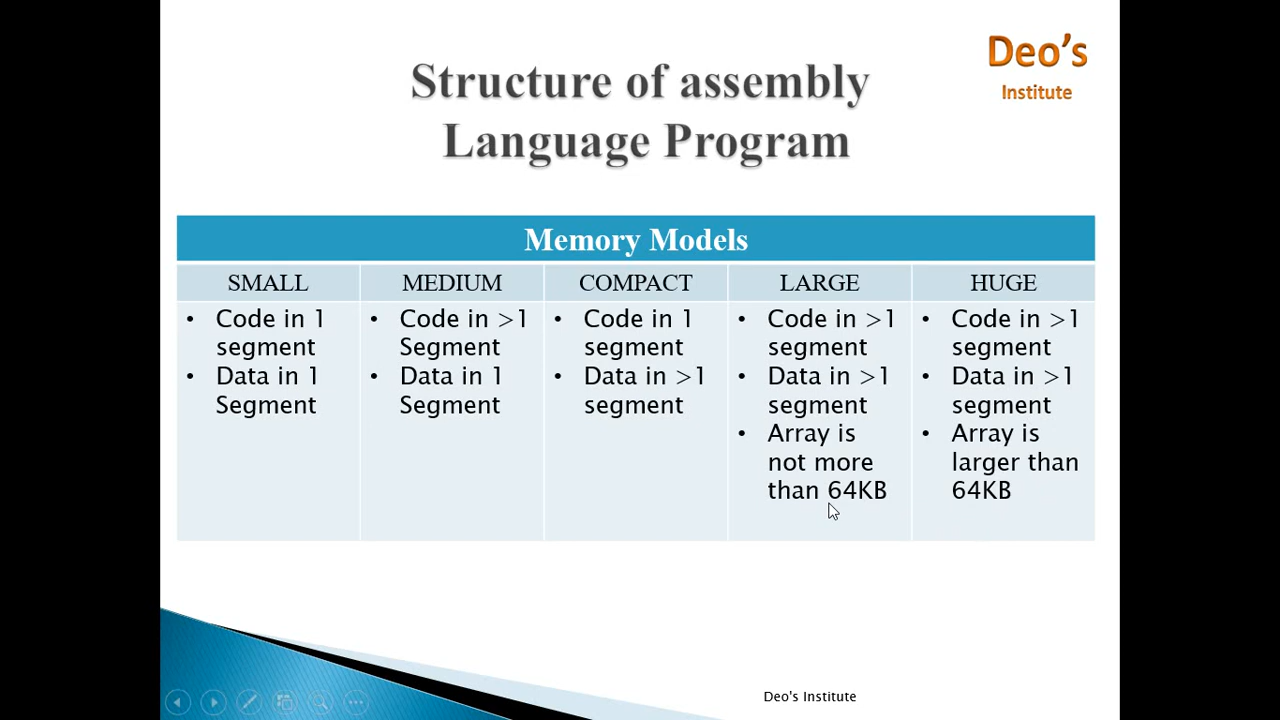 Deo's
Institute
Structure of assembly
Language Program
Memory Models
SMALL
MEDIUM
COMPACT
LARGE
HUGE
• Code in 1
segment
• Data in 1
Segment
• Code in >1
Segment
• Data in 1
Segment
• Code in 1
segment
• Data in >1
segment
• Code in >1
segment
• Data in >1
segment
• Array is
not more
than 64KB
• Code in >1
segment
• Data in >1
segment
• Array is
larger than
64KB
Deo's Institute